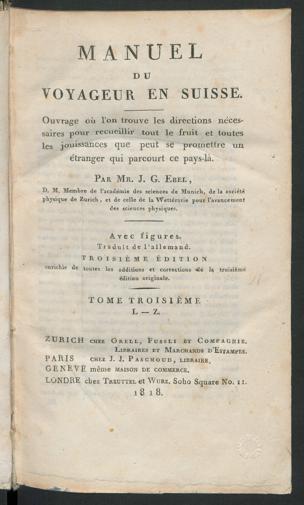 MANUEL
DU
VOYAGEUR EN SUISSE.
Ouvrage où l'on trouve les directions néces-
saires pour recueillir tout le fruit et toutes
les jouissances que peut se promettre un
étranger qui parcourt ce pays-là.
PAR MR. J. G. EBEL,
D. M. Membre de l'académie des sciences de Munich, de la société
physique de Zurich, et de celle de la Wettéravie pour l'avancement
des sciences physiques.
Avec figures.
Traduit de l'allemand.
TROISIÈME ÉDITION
enrichie de toutes les additions et corrections de la troisième
édition originale.
TOME TROISIÈME
L — Z.
ZURICH CHEZ ORELL, FUSSLI ET COMPAGNIE.
LIBRAIRES ET MARCHANDS D'ESTAMPES.
PARIS CHEZ J. J. PASCHOUD, LIBRAIRE.
GENÈVE même MAISON DE COMMERCE.
LONDRE chez TREUTTEL et WURZ. Soho Square No. 11.
1818.